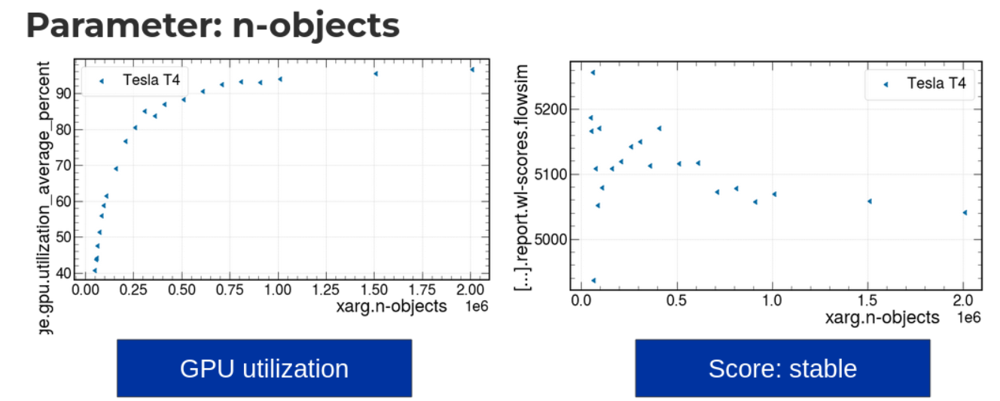 Parameter: n-objects
ge.gpu.utilization_average_percent
Tesla T4
90
80
70
60
50
40
0.00 0.25 0.50 0.75 1.00 1.25 1.50 1.75 2.00
xarg.n-objects 1e6
GPU utilization
[...].report.wl-scores.flowsim
Tesla T4
5200
5100
5000
0.0 0.5 1.0 1.5 2.0
xarg.n-objects 1e6
Score: stable